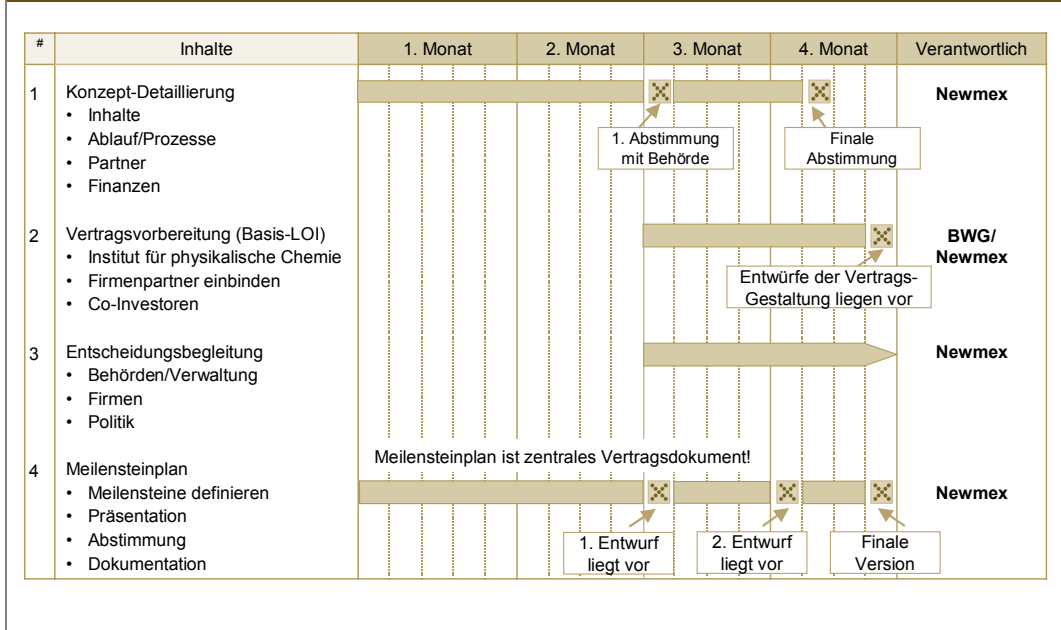 # Inhalte 1. Monat 2. Monat 3. Monat 4. Monat Verantwortlich
1 Konzept-Detaillierung Newmex
• Inhalte
• Ablauf/Prozesse
• Partner
• Finanzen
1. Abstimmung
mit Behörde
Finale
Abstimmung
2 Vertragsvorbereitung (Basis-LOI) BWG/
Newmex
• Institut für physikalische Chemie
• Firmenpartner einbinden
• Co-Investoren
Entwürfe der Vertrags-
Gestaltung liegen vor
3 Entscheidungsbegleitung Newmex
• Behörden/Verwaltung
• Firmen
• Politik
Meilensteinplan ist zentrales Vertragsdokument!
4 Meilensteinplan
• Meilensteine definieren Newmex
• Präsentation
• Abstimmung
• Dokumentation
1. Entwurf
liegt vor
2. Entwurf
liegt vor
Finale
Version